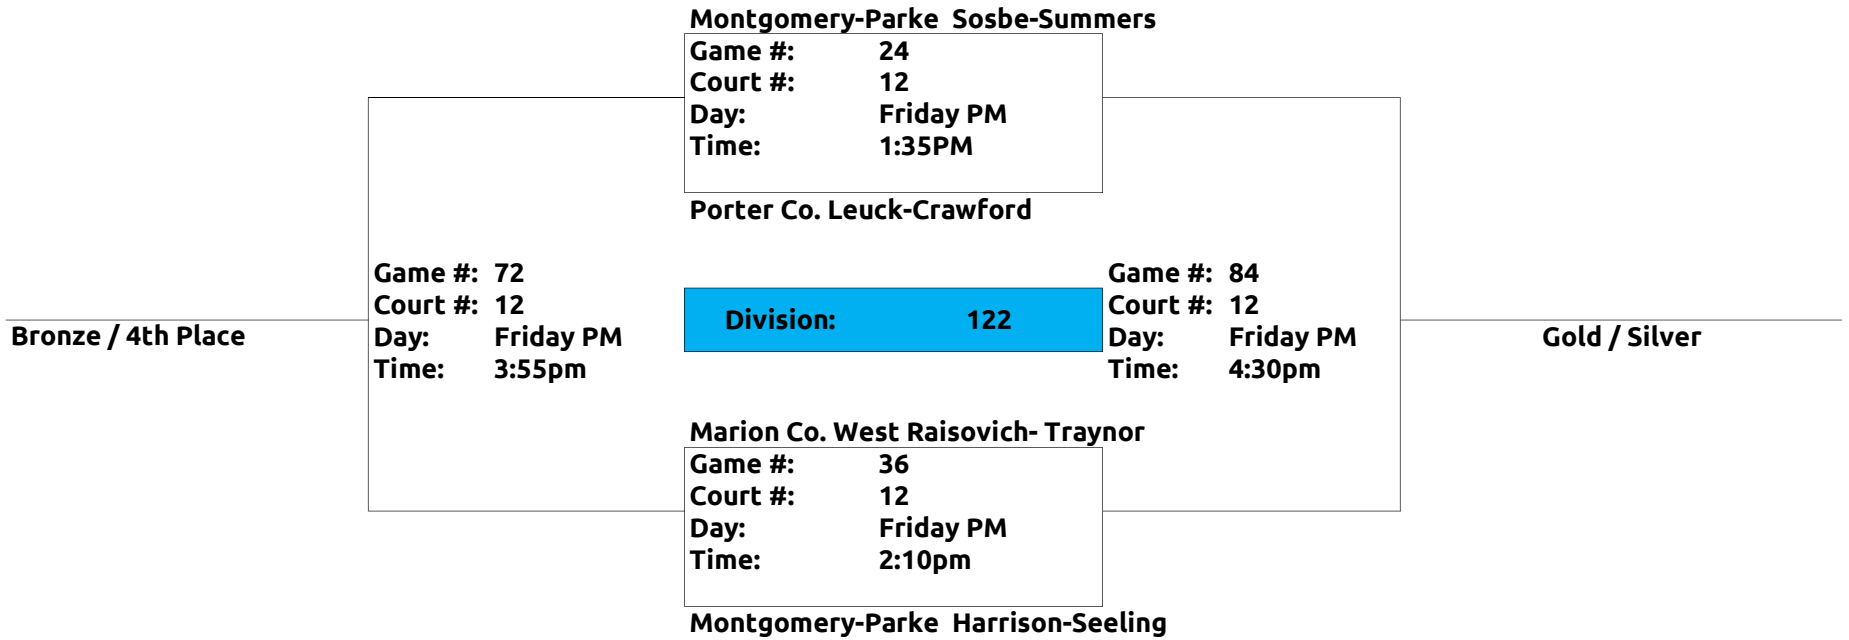 Montgomery-Parke  Sosbe-Summers
Game #: 24
Court #: 12
Day: Friday PM
Time: 1:35PM
Porter Co. Leuck-Crawford
Game #: 72
Court #: 12
Day: Friday PM
Time: 3:55pm
Bronze / 4th Place
Division: 122
Game #: 84
Court #: 12
Day: Friday PM
Time: 4:30pm
Gold / Silver
Marion Co. West Raisovich- Traynor
Game #: 36
Court #: 12
Day: Friday PM
Time: 2:10pm
Montgomery-Parke  Harrison-Seeling